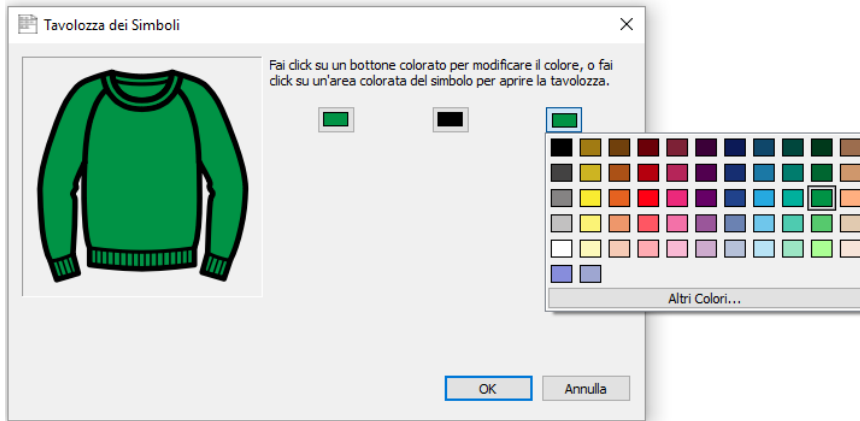 Tavolozza dei Simboli
Fai click su un bottone colorato per modificare il colore, o fai
click su un'area colorata del simbolo per aprire la tavolozza.
Altri Colori...
OK
Annulla